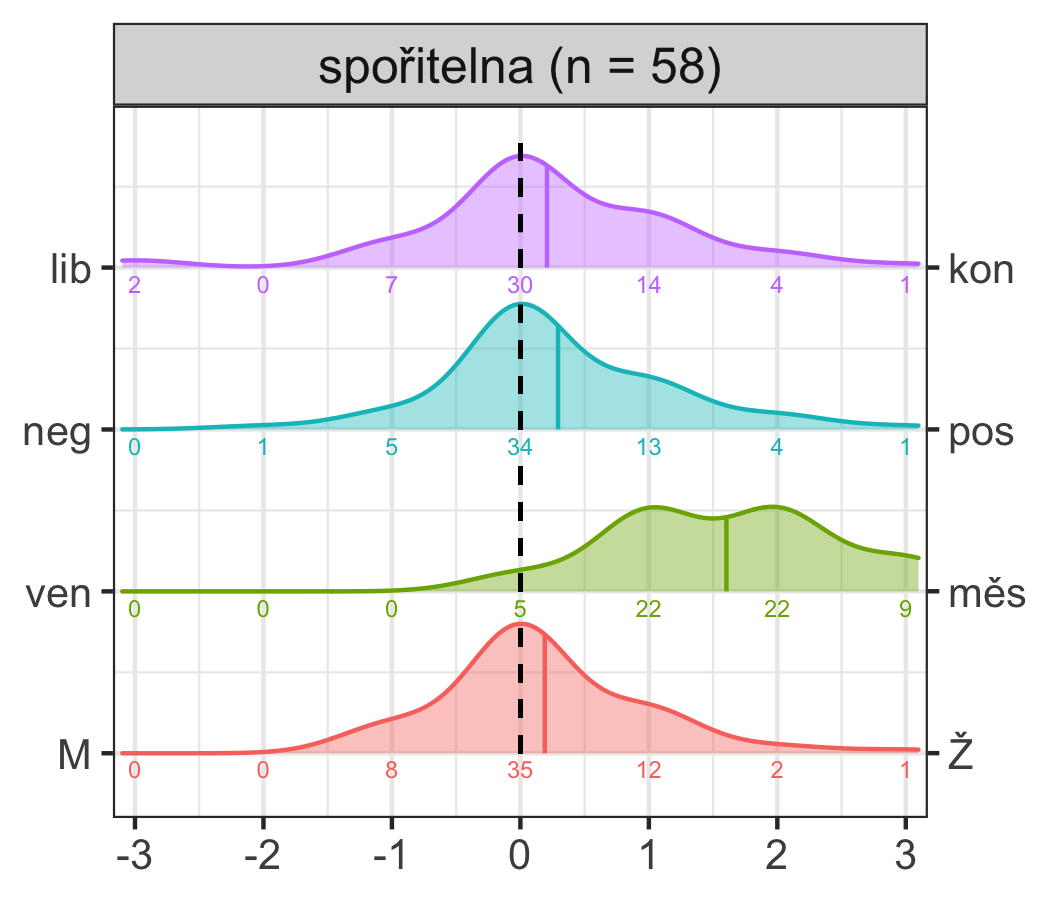 spořitelna (n = 58)
lib kon
2 0 7 30 14 4 1
neg pos
0 1 5 34 13 4 1
ven měs
0 0 0 5 22 22 9
M Ž
0 0 8 35 12 2 1
-3 -2 -1 0 1 2 3